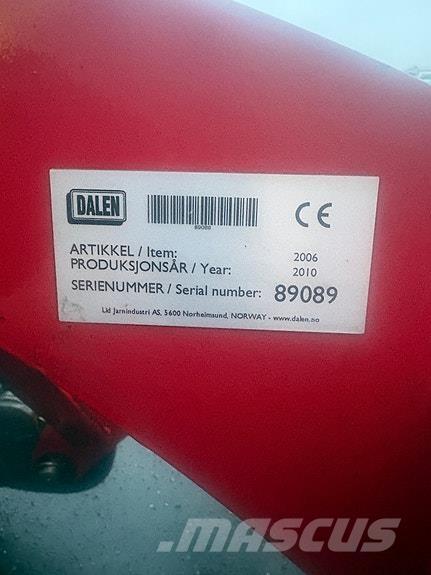 DALEN
89089
CE
ARTIKKEL / Item: 2006
PRODUKSJONSÅR / Year: 2010
SERIENUMMER / Serial number: 89089
Lid Jarnindustri AS, 5600 Norheimsund, NORWAY - www.dalen.no
MASCUS